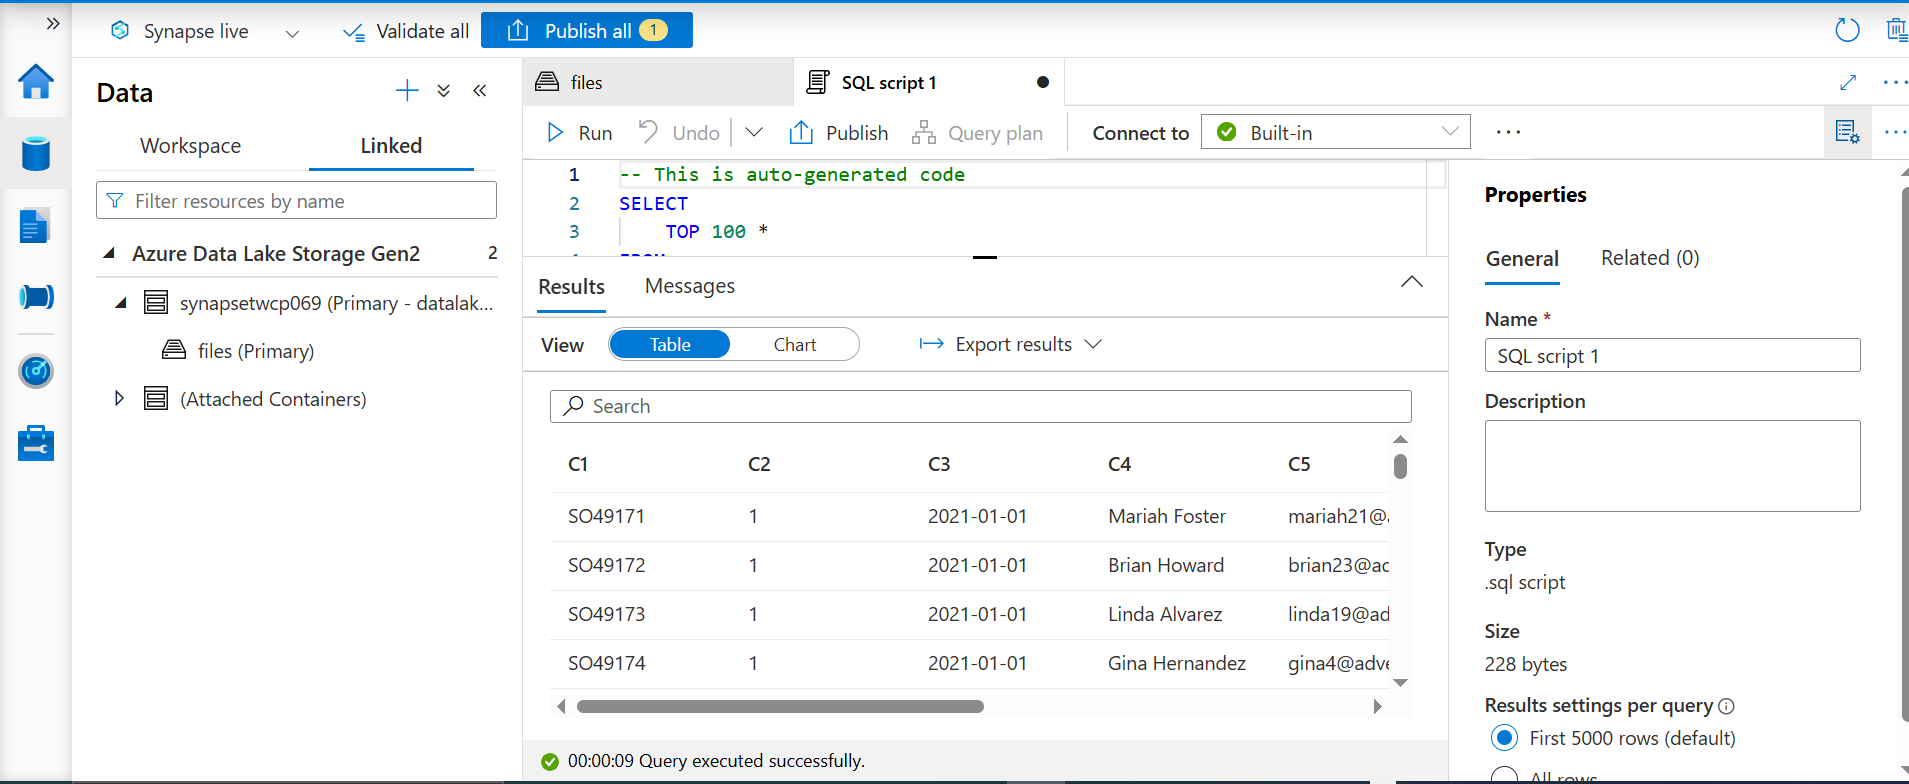 Synapse live
Validate all
Publish all 1
Data
Workspace
Linked
Filter resources by name
Azure Data Lake Storage Gen2 2
synapsetwcp069 (Primary - datalak...
files (Primary)
(Attached Containers)
files
SQL script 1
Run
Undo
Publish
Query plan
Connect to
Built-in
1 -- This is auto-generated code
2 SELECT
3 TOP 100 *
Results
Messages
View
Table
Chart
Export results
Search
C1 C2 C3 C4 C5
SO49171 1 2021-01-01 Mariah Foster mariah21@
SO49172 1 2021-01-01 Brian Howard brian23@ad
SO49173 1 2021-01-01 Linda Alvarez linda19@ad
SO49174 1 2021-01-01 Gina Hernandez gina4@adve
00:00:09 Query executed successfully.
Properties
General
Related (0)
Name *
SQL script 1
Description
Type
.sql script
Size
228 bytes
Results settings per query
First 5000 rows (default)
All rows